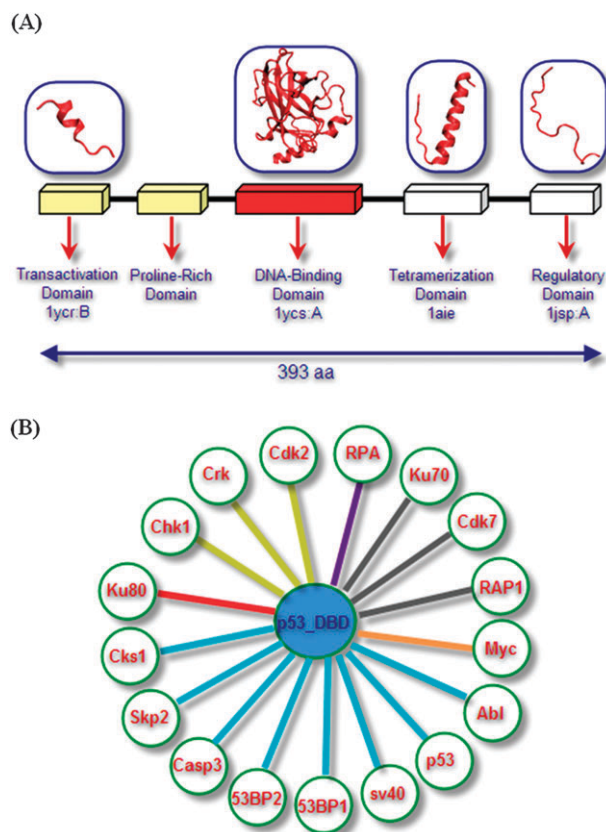 (A)
Transactivation
Domain
1ycr:B
Proline-Rich
Domain
DNA-Binding
Domain
1ycs:A
Tetramerization
Domain
1aie
Regulatory
Domain
1jsp:A
393 aa
(B)
Cdk2
RPA
Crk
Ku70
Chk1
Cdk7
Ku80
RAP1
p53_DBD
Cks1
Myc
Skp2
Abl
Casp3
p53
53BP2
53BP1
sv40